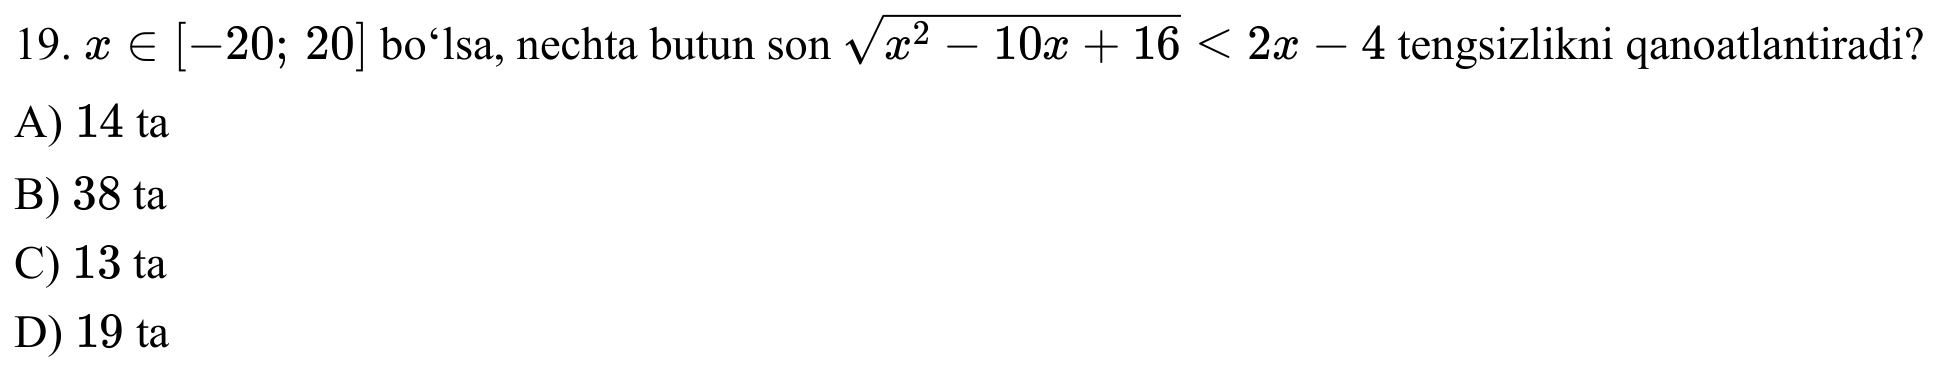 19. x ∈ [−20; 20] bo‘lsa, nechta butun son √(x² − 10x + 16) < 2x − 4 tengsizlikni qanoatlantiradi?
A) 14 ta
B) 38 ta
C) 13 ta
D) 19 ta